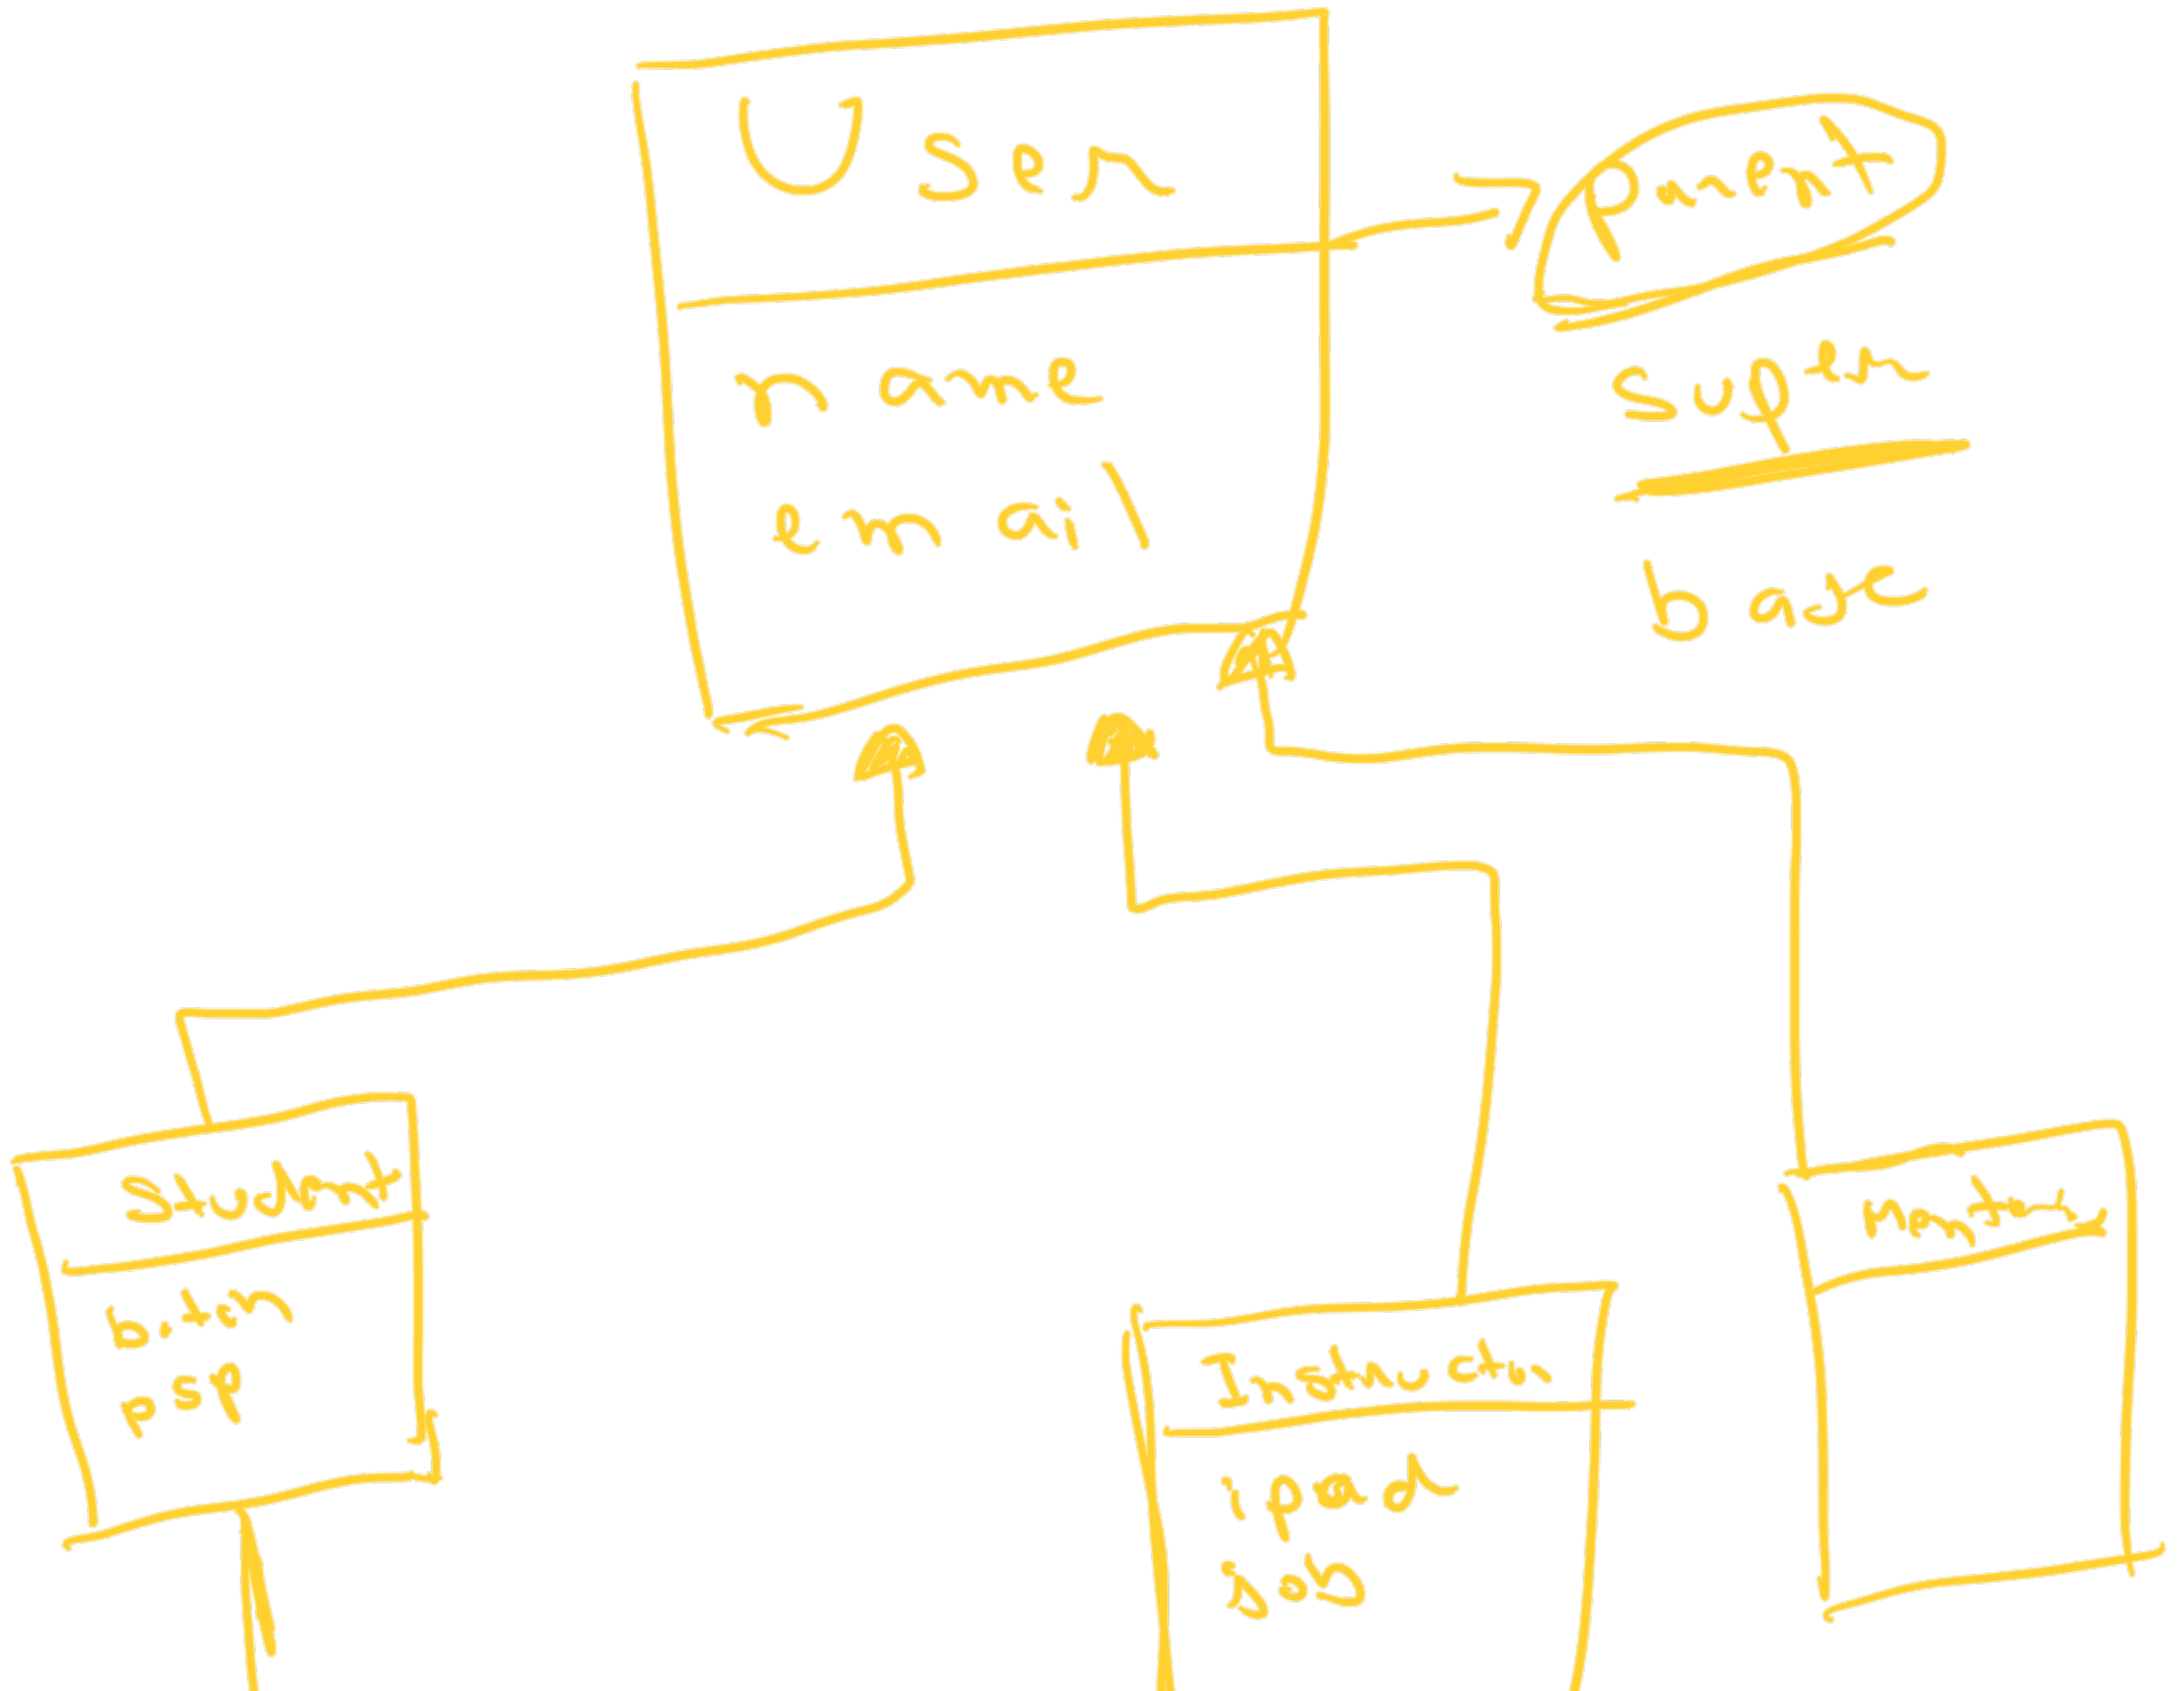 User
parent
name
super
email
base
Student
Mentor
batch
psp
Instructor
ipad
job